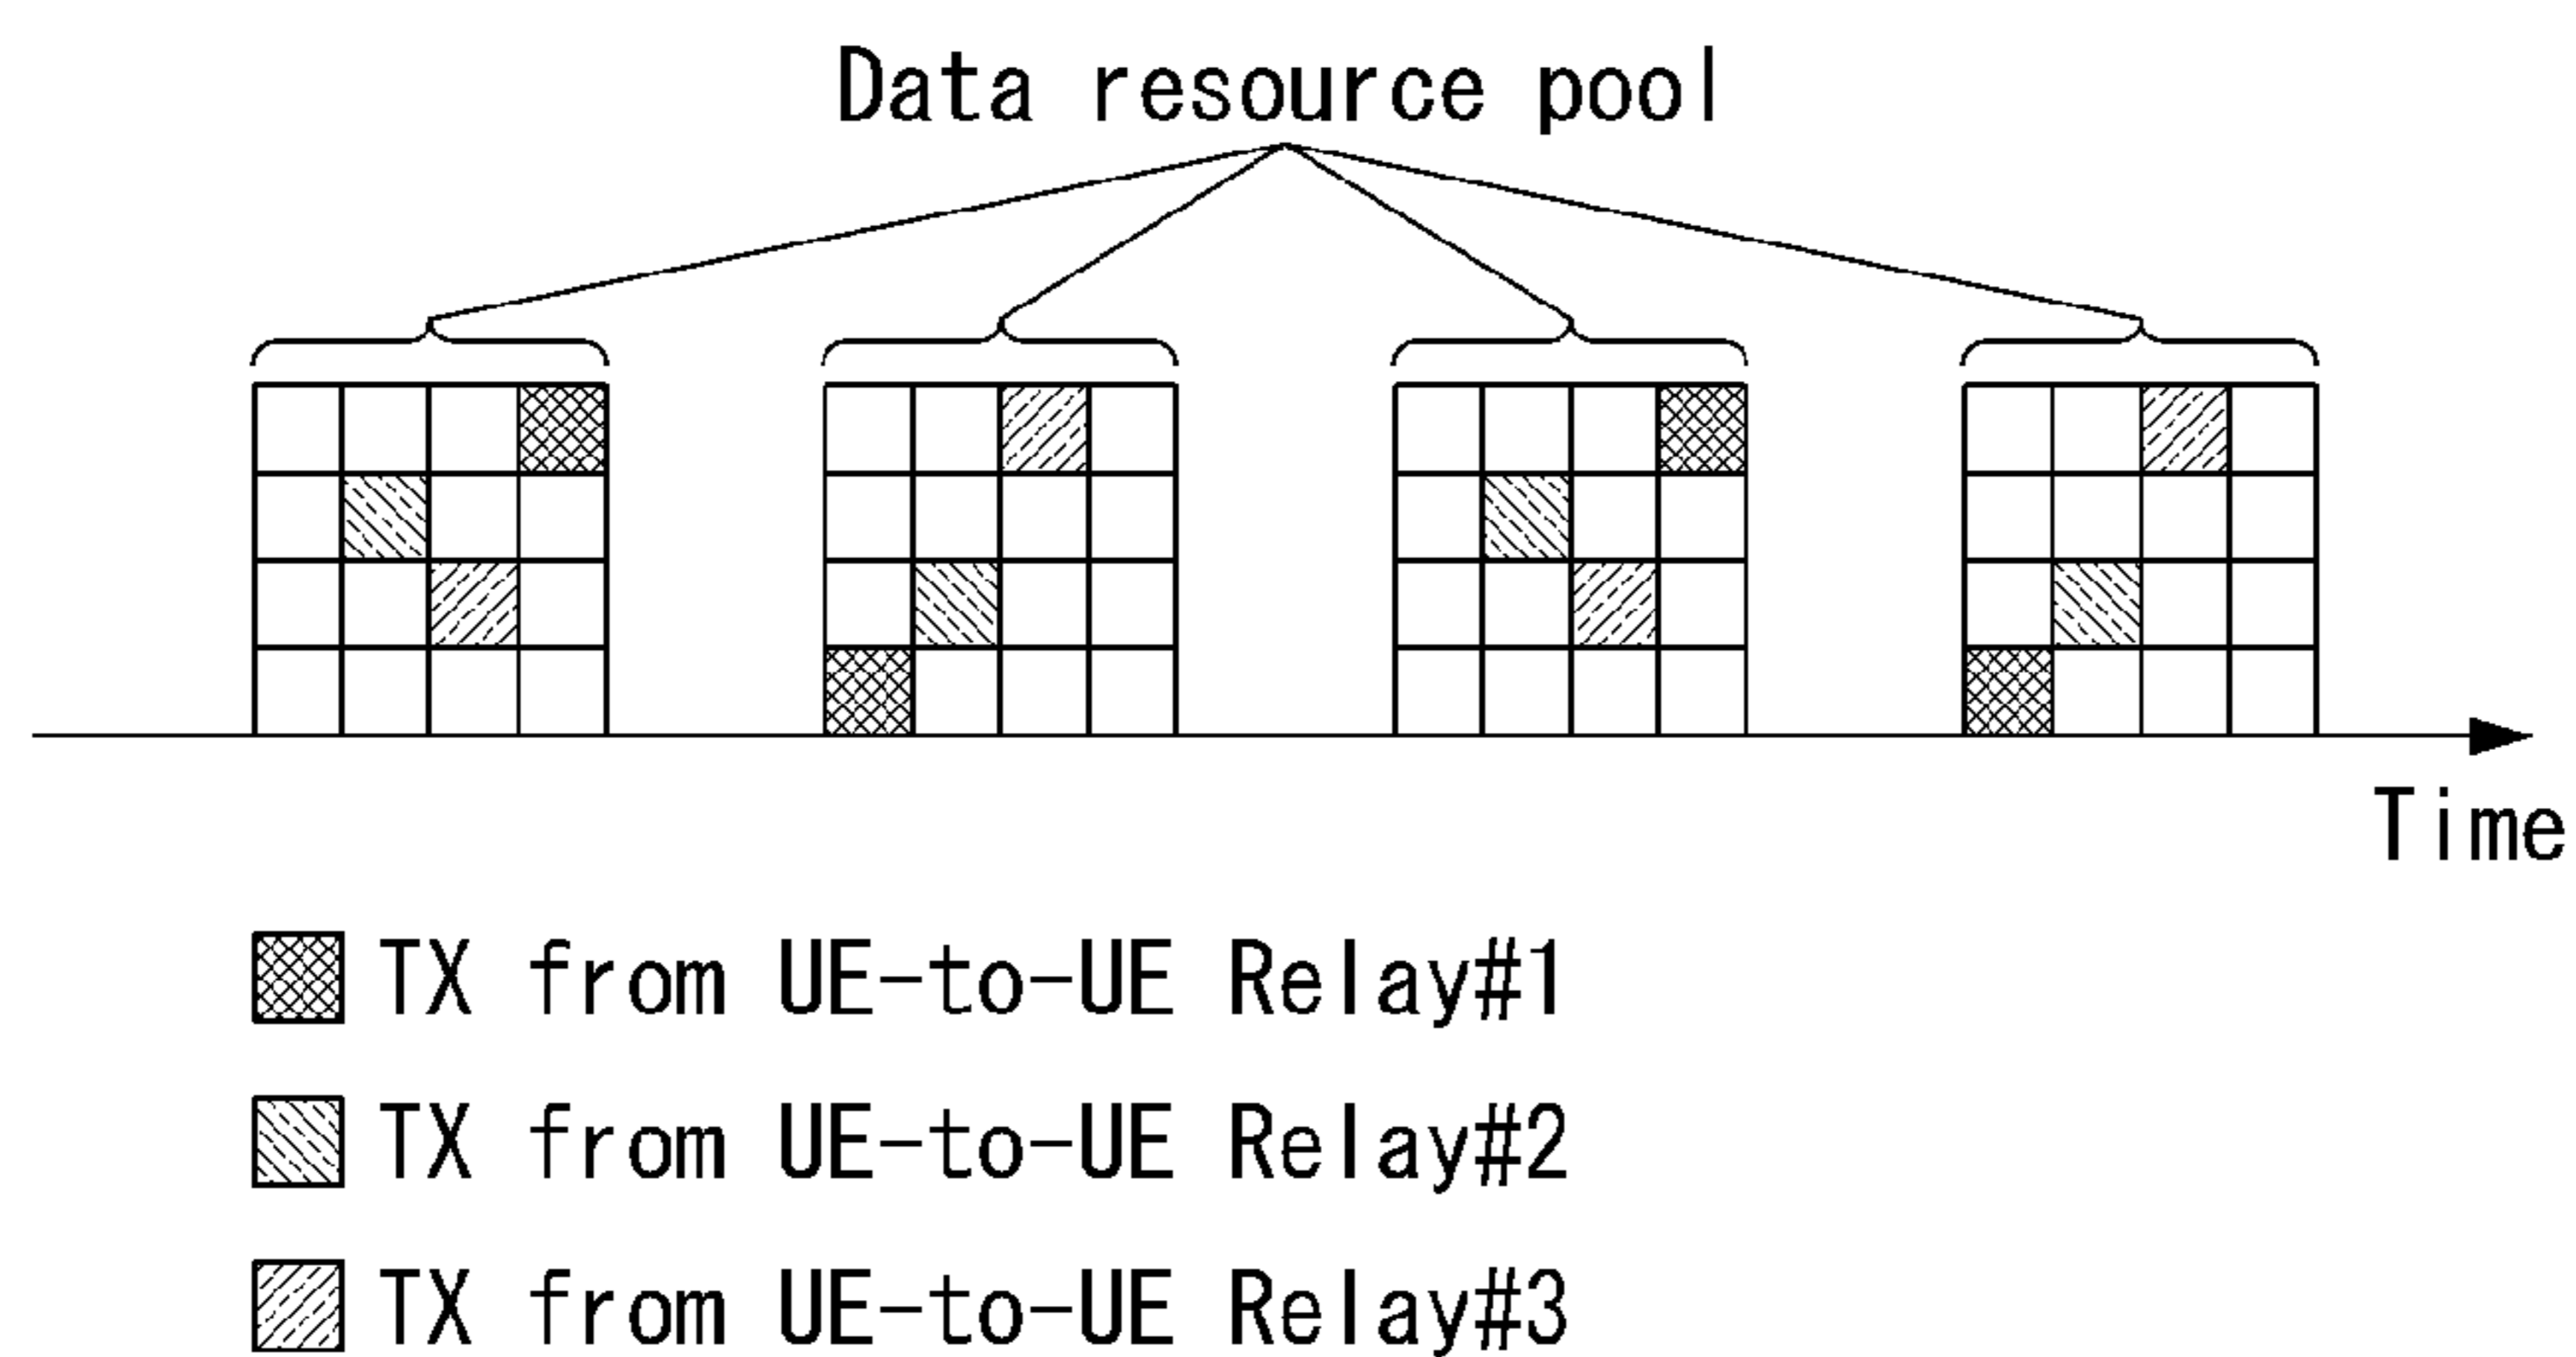 Data resource pool
Time
TX from UE-to-UE Relay#1
TX from UE-to-UE Relay#2
TX from UE-to-UE Relay#3